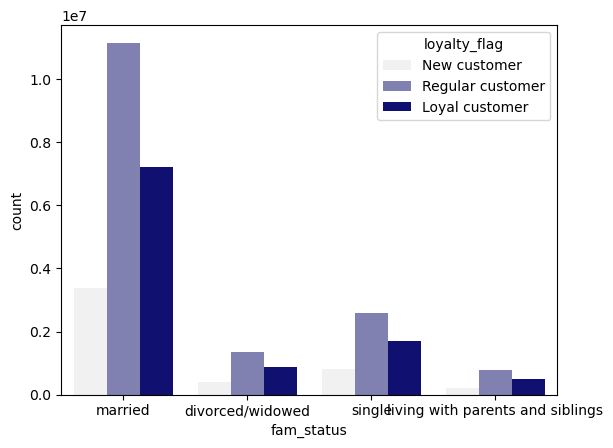 1e7
loyalty_flag
New customer
Regular customer
Loyal customer
1.0
0.8
0.6
0.4
0.2
0.0
count
married
divorced/widowed
single
living with parents and siblings
fam_status